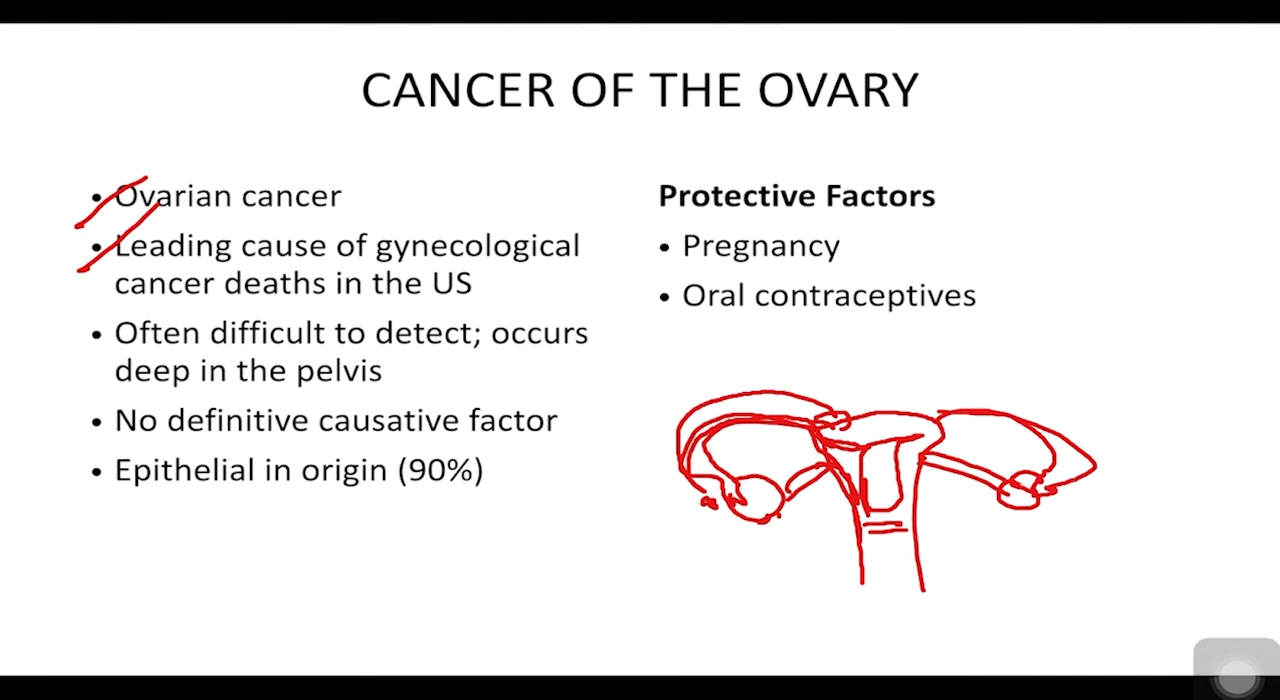 CANCER OF THE OVARY
• Ovarian cancer
• Leading cause of gynecological
cancer deaths in the US
• Often difficult to detect; occurs
deep in the pelvis
• No definitive causative factor
• Epithelial in origin (90%)
Protective Factors
• Pregnancy
• Oral contraceptives